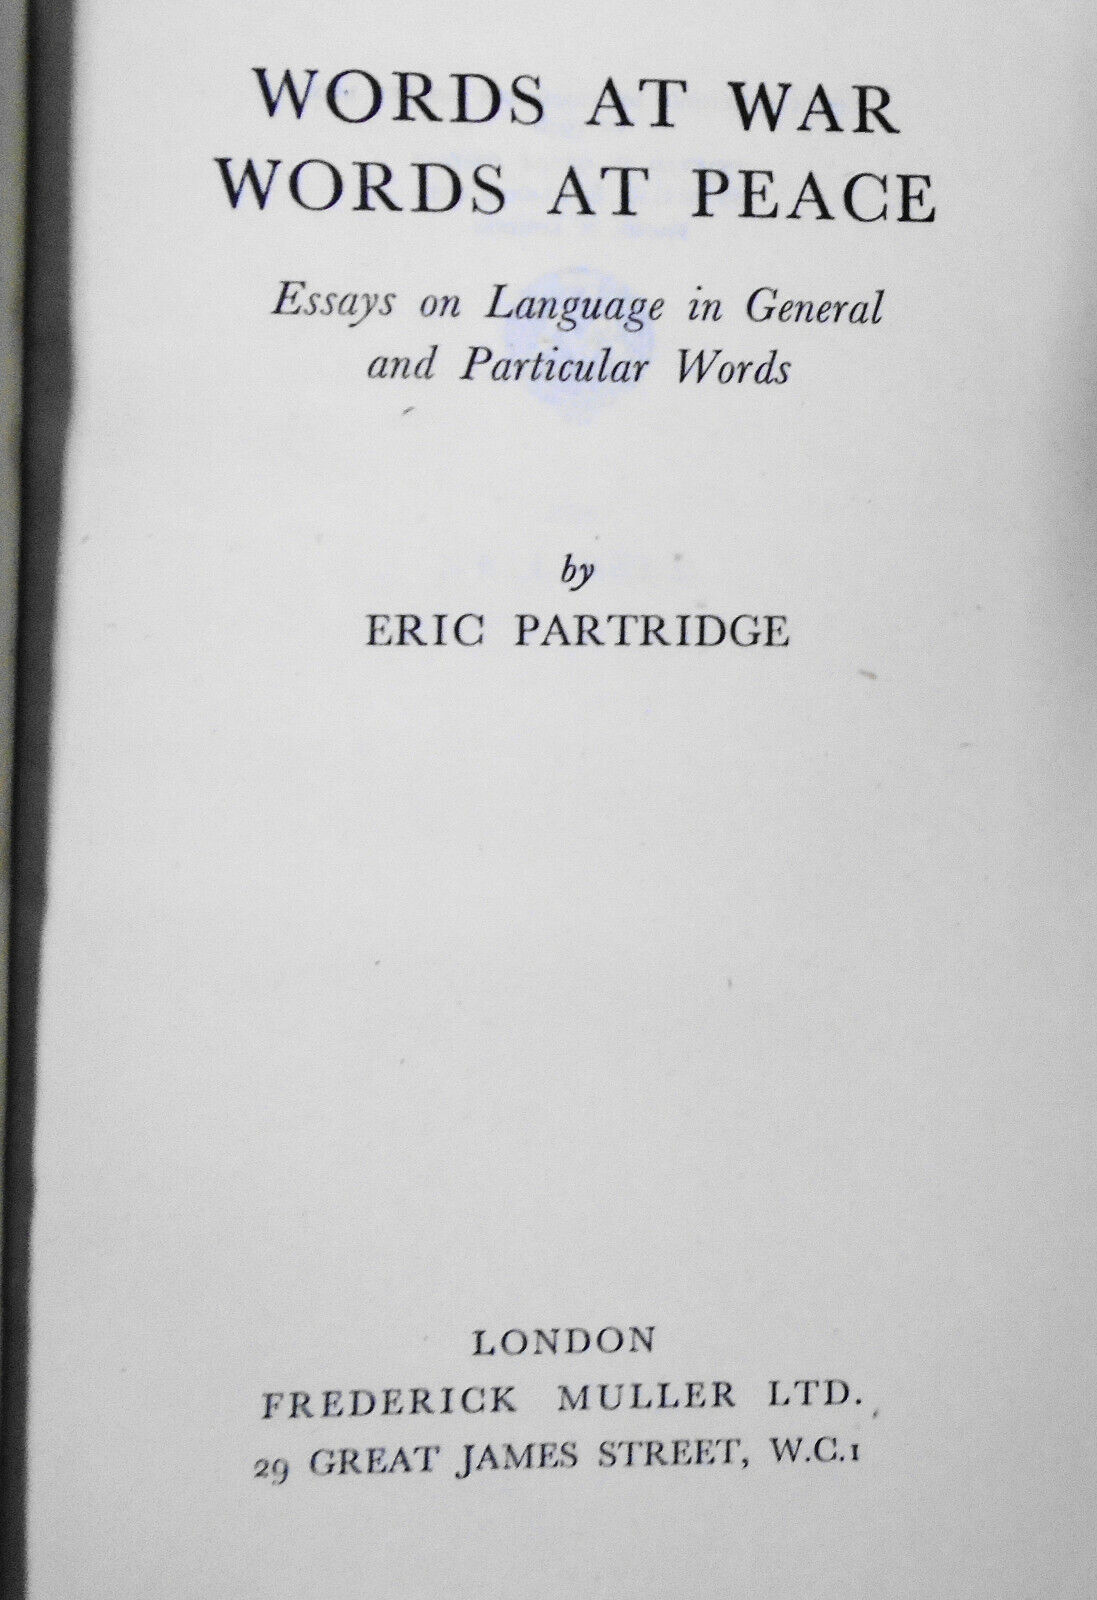 WORDS AT WAR
WORDS AT PEACE
Essays on Language in General
and Particular Words
by
ERIC PARTRIDGE
LONDON
FREDERICK MULLER LTD.
29 GREAT JAMES STREET, W.C.1